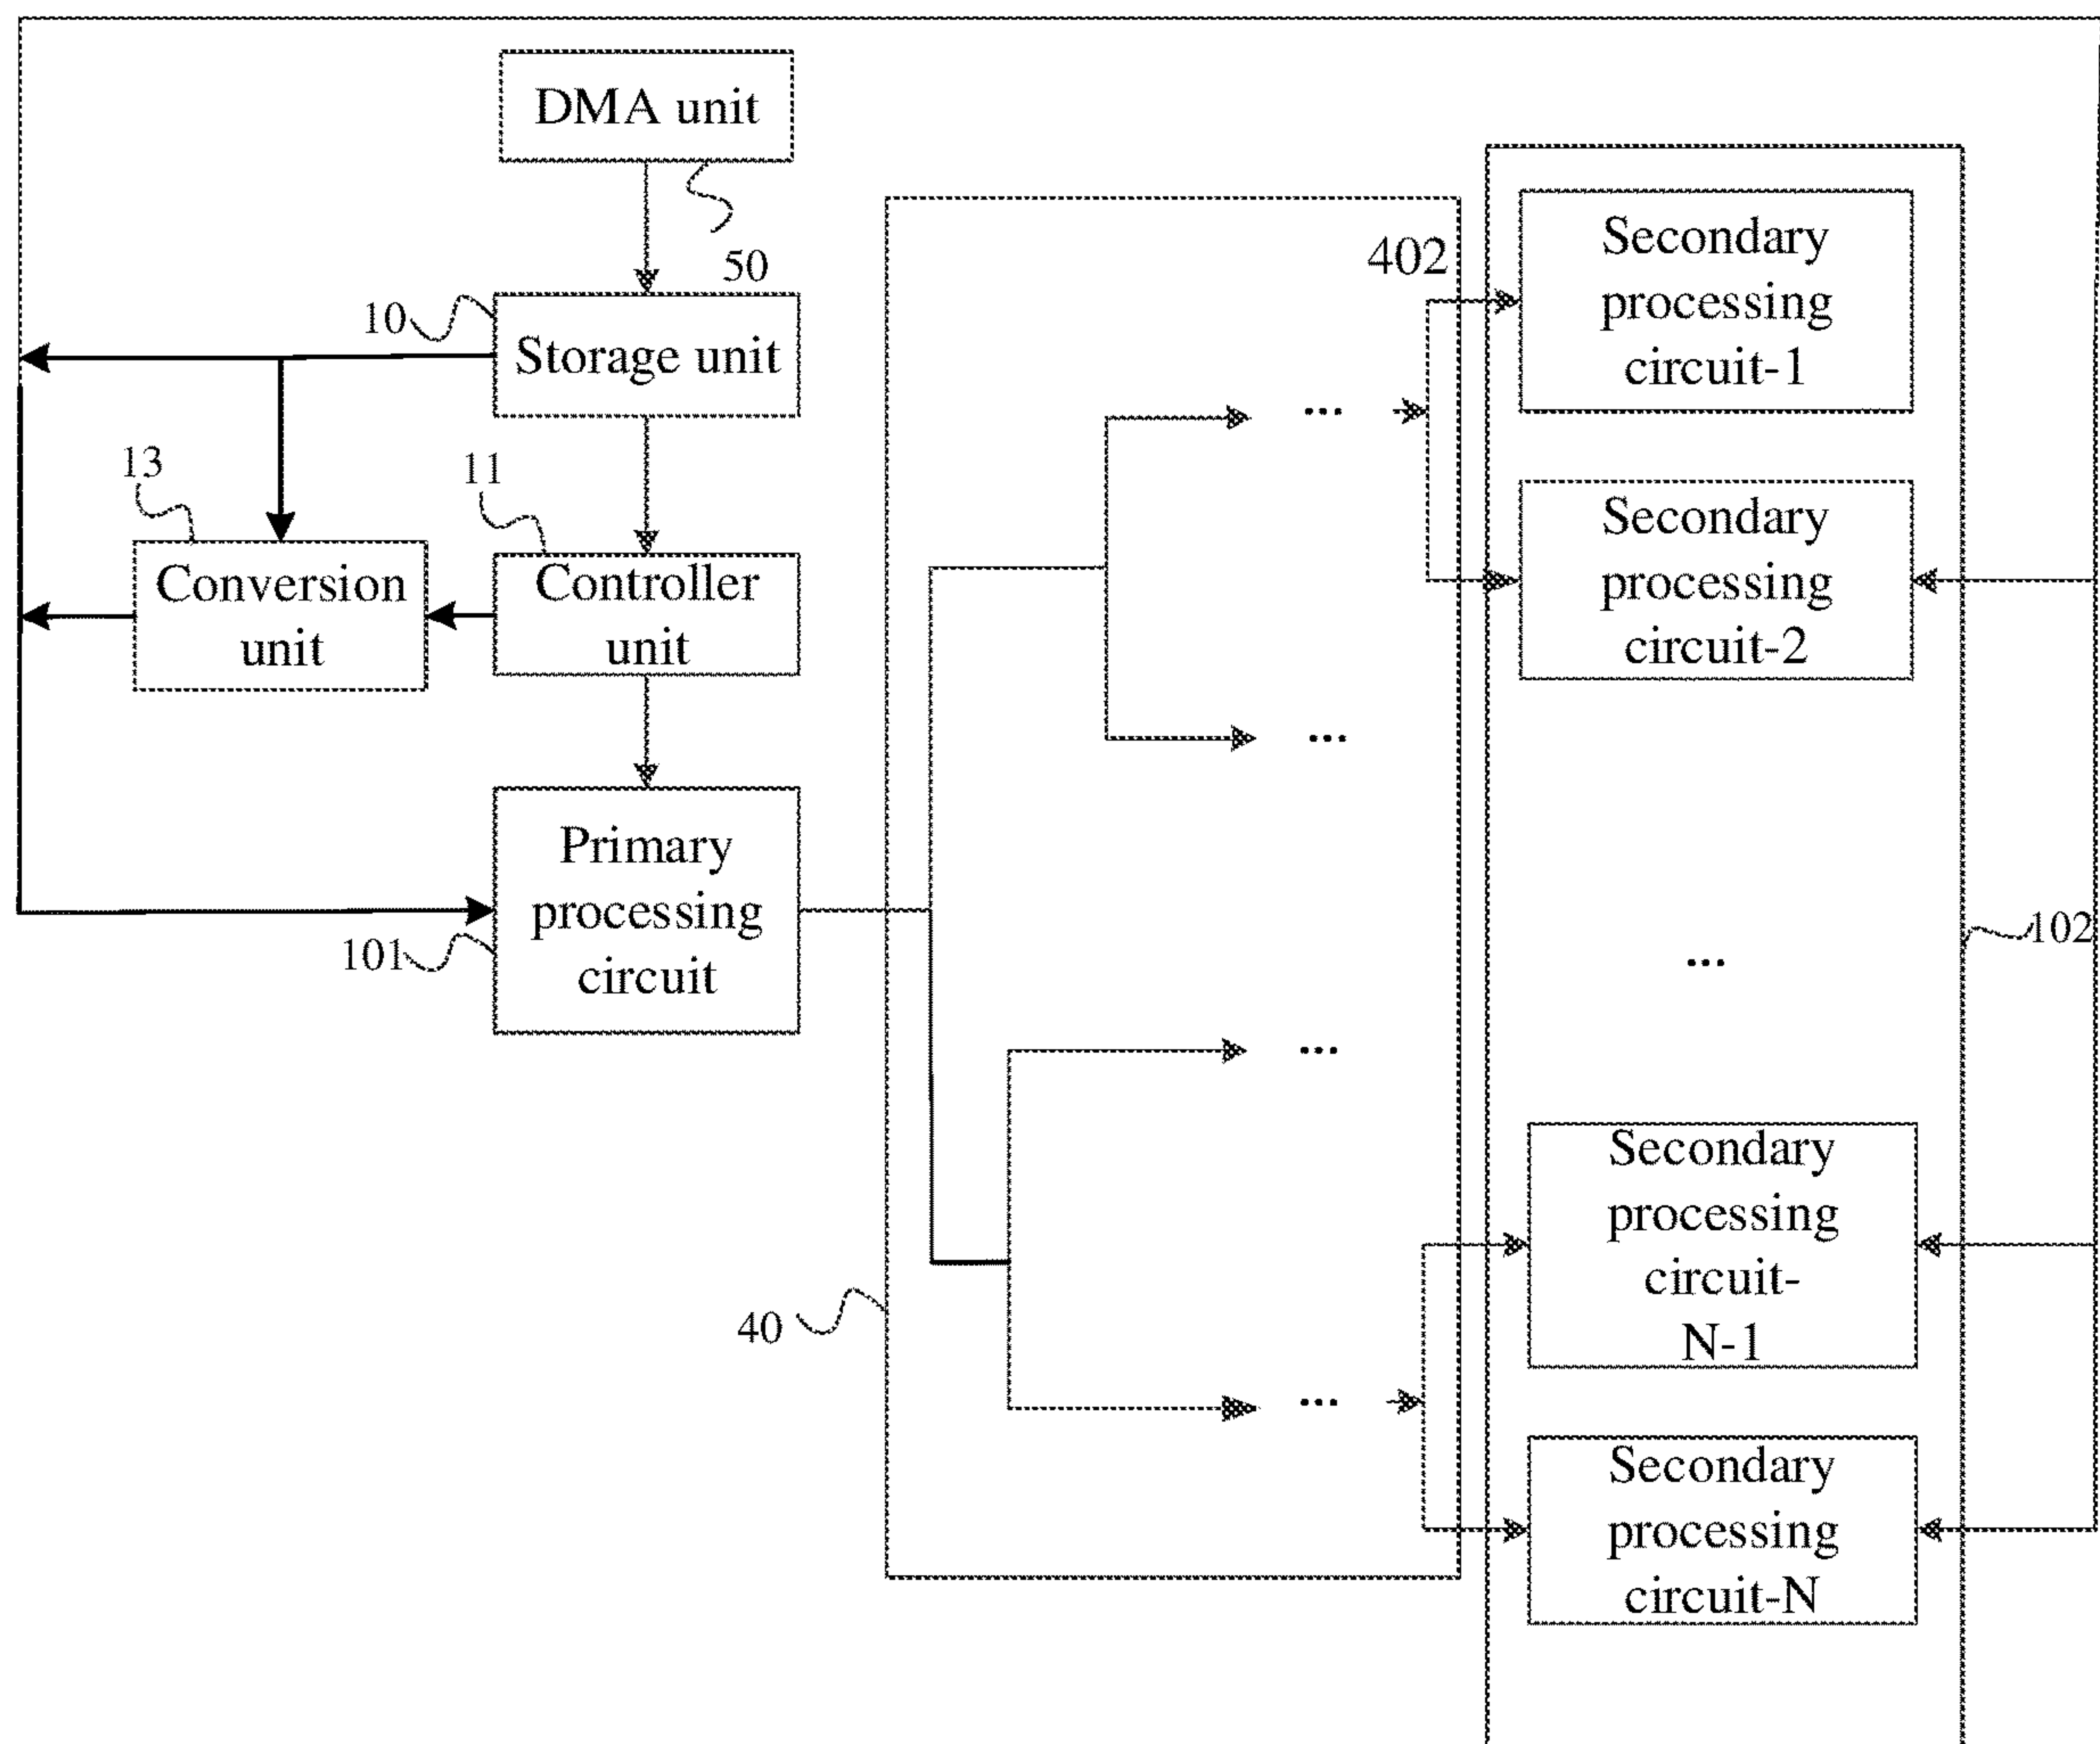 DMA unit
50
10
Storage unit
13
11
Conversion
unit
Controller
unit
Primary
processing
circuit
101
40
...
...
...
...
402
Secondary
processing
circuit-1
Secondary
processing
circuit-2
...
102
Secondary
processing
circuit-
N-1
Secondary
processing
circuit-N